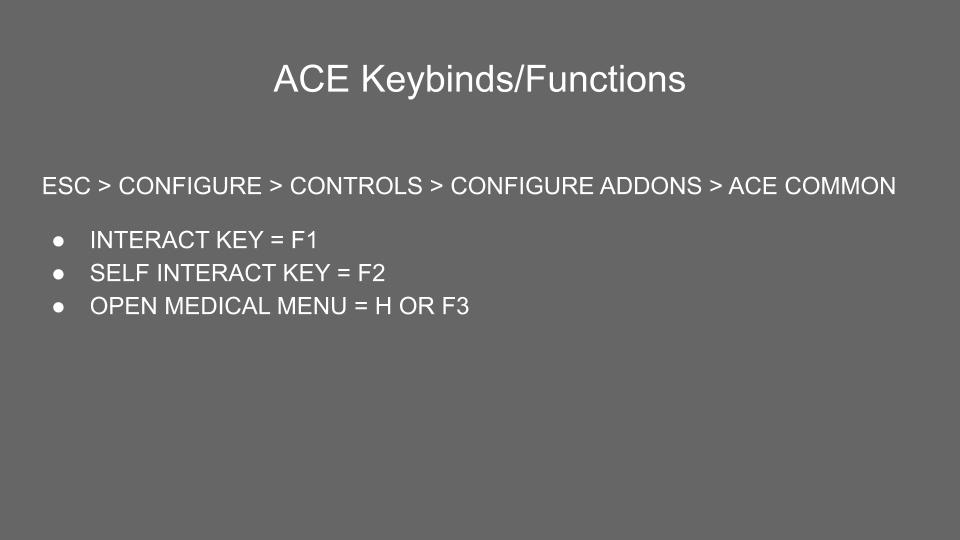 ACE Keybinds/Functions
ESC > CONFIGURE > CONTROLS > CONFIGURE ADDONS > ACE COMMON
● INTERACT KEY = F1
● SELF INTERACT KEY = F2
● OPEN MEDICAL MENU = H OR F3